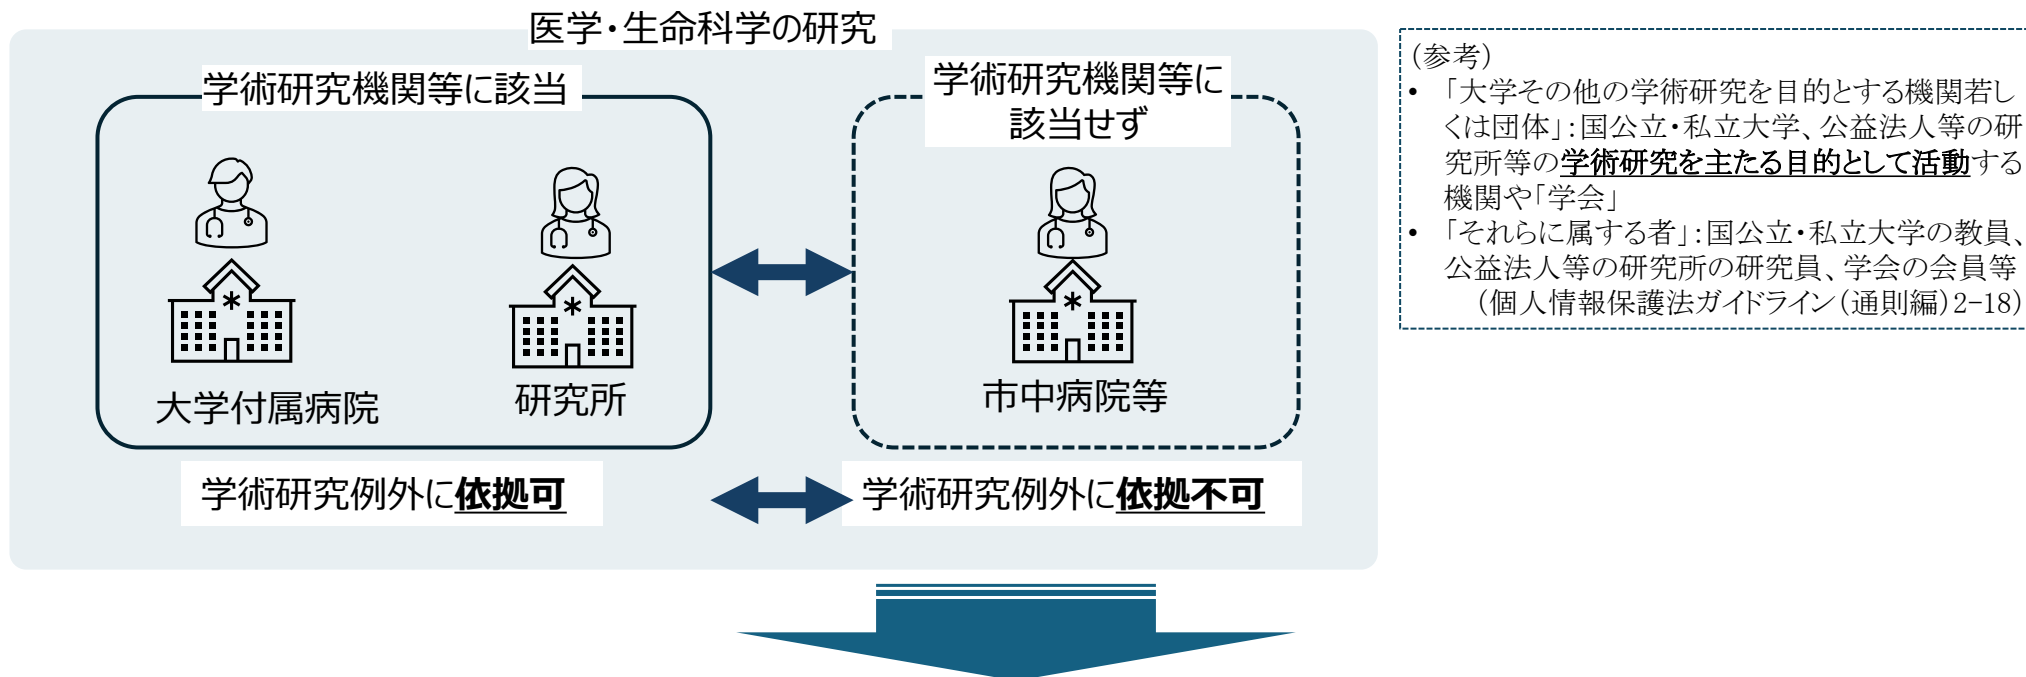 医学・生命科学の研究
学術研究機関等に該当
大学付属病院
研究所
学術研究例外に依拠可
学術研究機関等に
該当せず
市中病院等
学術研究例外に依拠不可
(参考)
• 「大学その他の学術研究を目的とする機関若し
くは団体」:国公立・私立大学、公益法人等の研
究所等の学術研究を主たる目的として活動する
機関や「学会」
• 「それらに属する者」:国公立・私立大学の教員、
公益法人等の研究所の研究員、学会の会員等
(個人情報保護法ガイドライン(通則編)2-18)